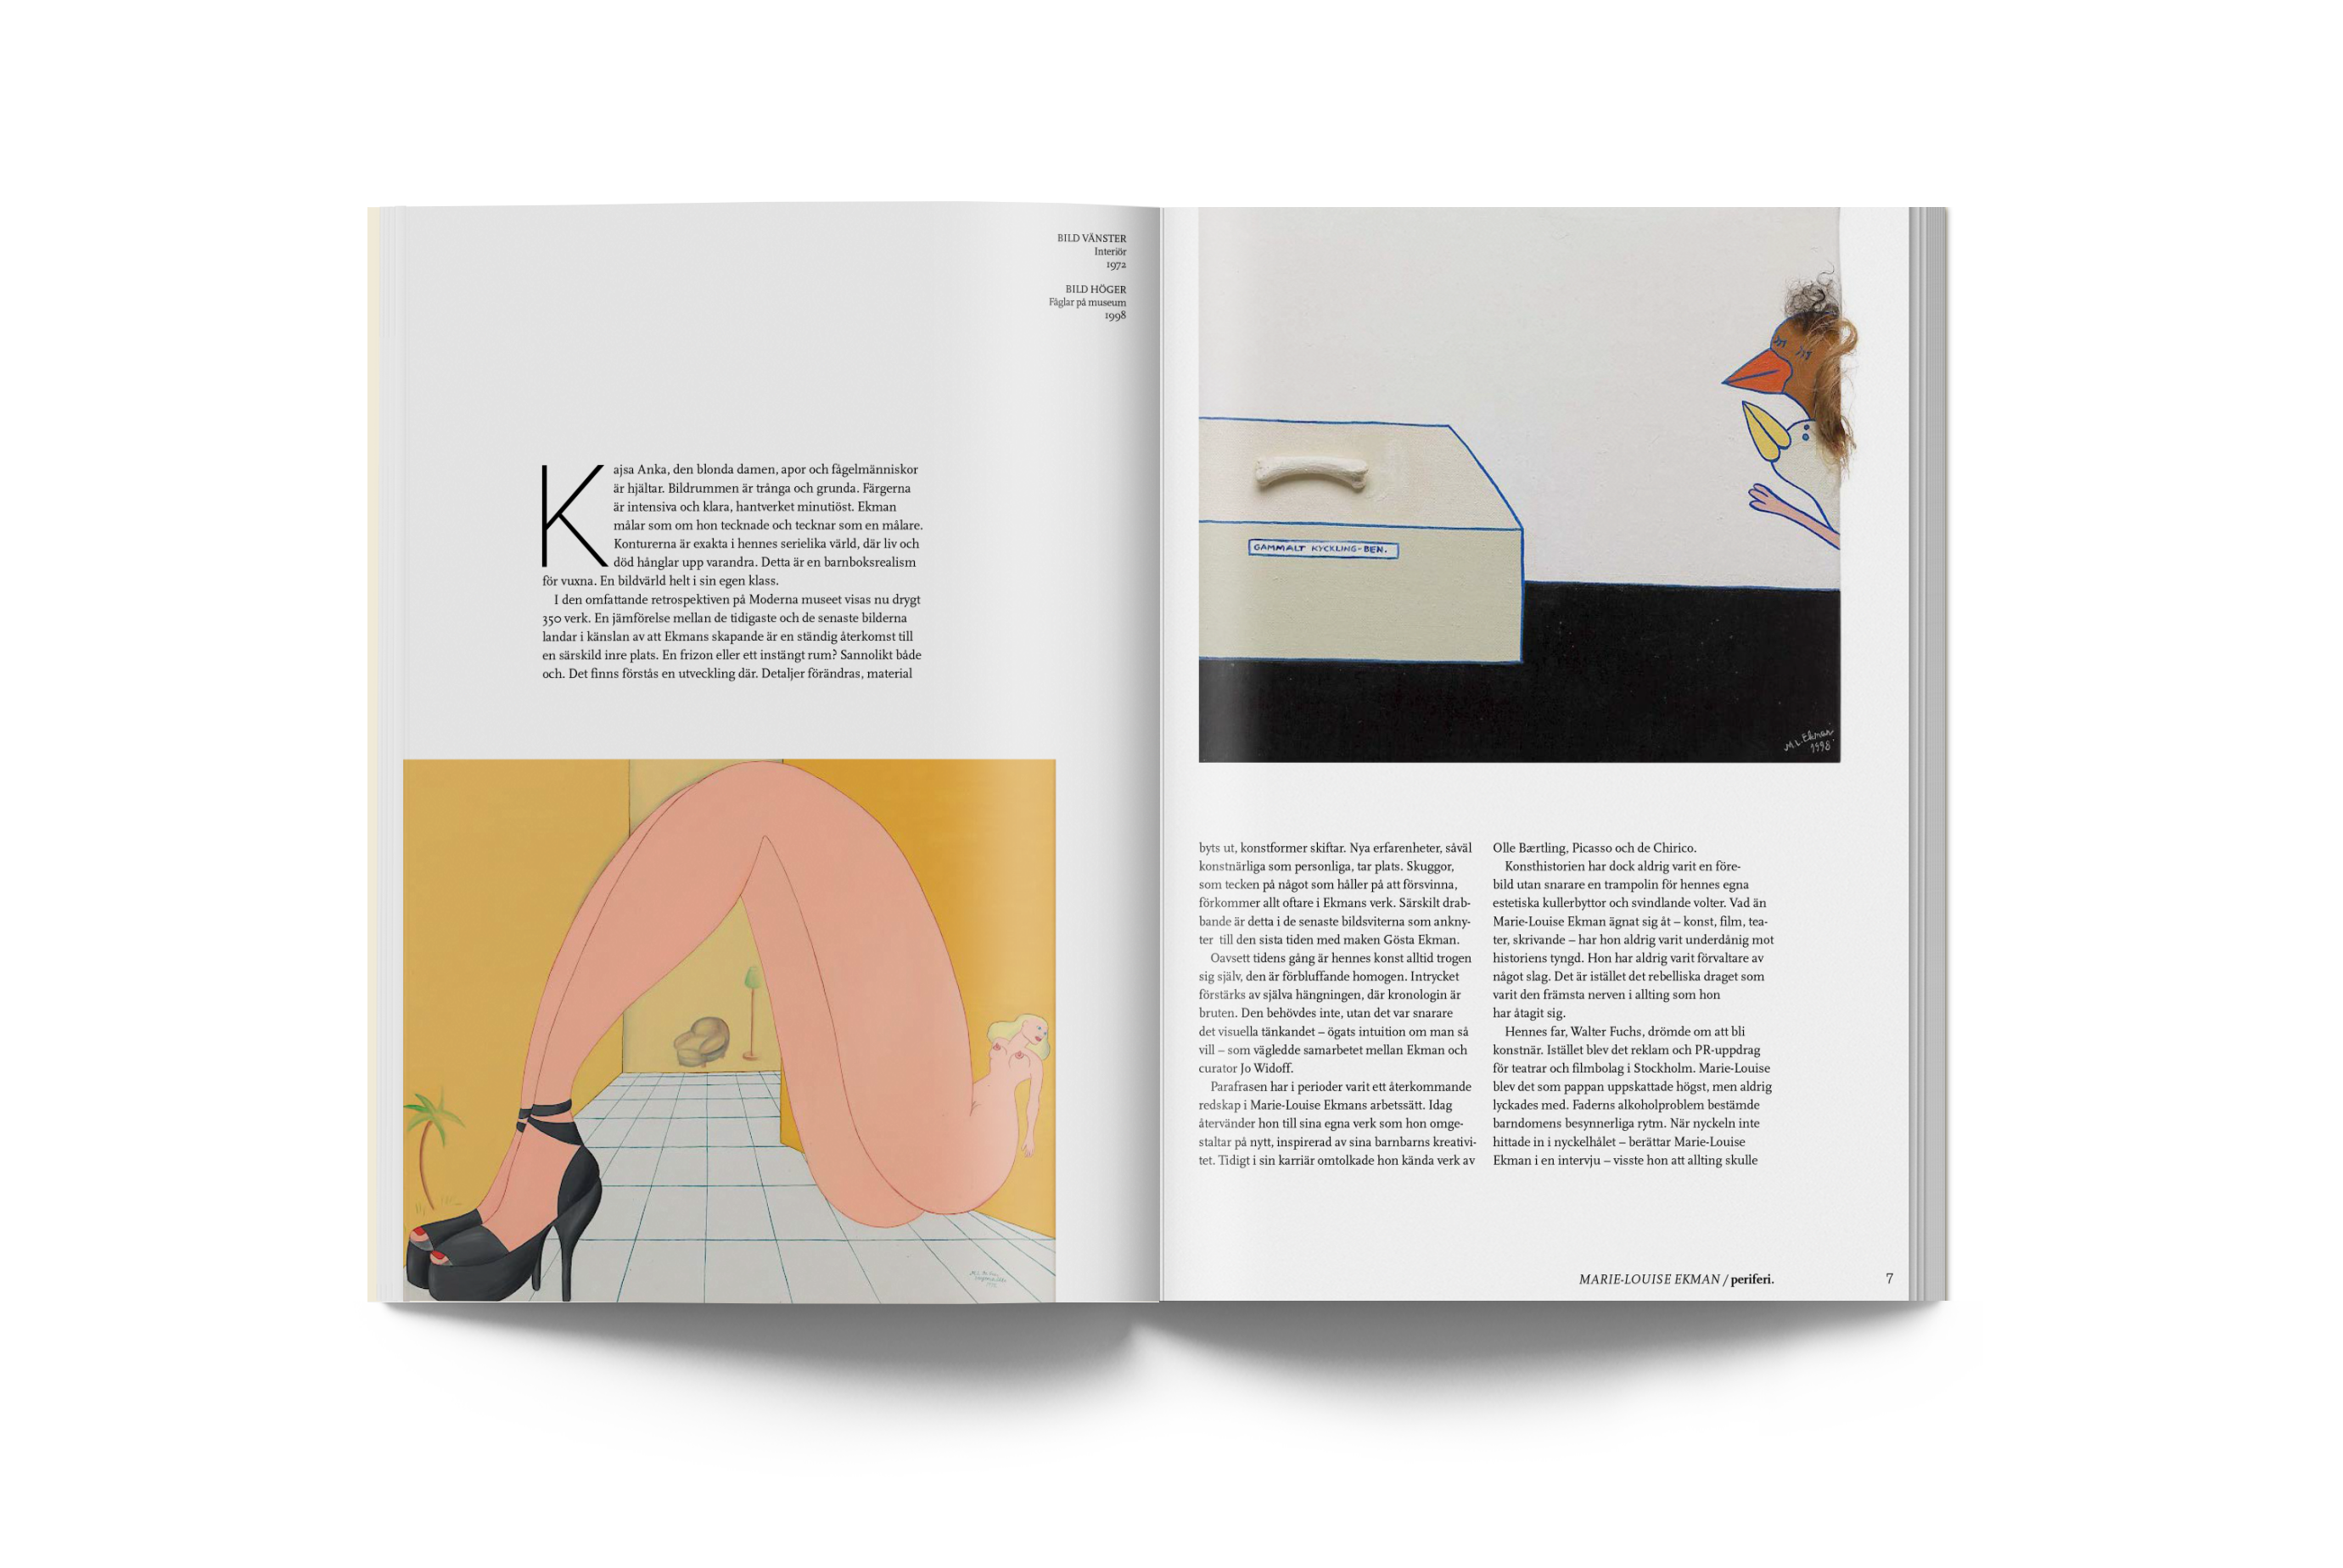 BILD VÄNSTER
Interiör
1972
BILD HÖGER
Fåglar på museum
1998
Kajsa Anka, den blonda damen, apor och fågelmänniskor
är hjältar. Bildrummen är trånga och grunda. Färgerna
är intensiva och klara, hantverket minutiöst. Ekman
målar som om hon tecknade och tecknar som en målare.
Konturerna är exakta i hennes serielika värld, där liv och
död hånglar upp varandra. Detta är en barnboksrealism
för vuxna. En bildvärld helt i sin egen klass.
I den omfattande retrospektiven på Moderna museet visas nu drygt
350 verk. En jämförelse mellan de tidigaste och de senaste bilderna
landar i känslan av att Ekmans skapande är en ständig återkomst till
en särskild inre plats. En frizon eller ett instängt rum? Sannolikt både
och. Det finns förstås en utveckling där. Detaljer förändras, material
GAMMALT KYCKLING-BEN.
M.L. Ekman
1998
byts ut, konstformer skiftar. Nya erfarenheter, såväl
konstnärliga som personliga, tar plats. Skuggor,
som tecken på något som håller på att försvinna,
förkommer allt oftare i Ekmans verk. Särskilt drab-
bande är detta i de senaste bildsviterna som ankny-
ter till den sista tiden med maken Gösta Ekman.
Oavsett tidens gång är hennes konst alltid trogen
sig själv, den är förbluffande homogen. Intrycket
förstärks av själva hängningen, där kronologin är
bruten. Den behövdes inte, utan det var snarare
det visuella tänkandet – ögats intuition om man så
vill – som vägledde samarbetet mellan Ekman och
curator Jo Widoff.
Parafrasen har i perioder varit ett återkommande
redskap i Marie-Louise Ekmans arbetssätt. Idag
återvänder hon till sina egna verk som hon omge-
staltar på nytt, inspirerad av sina barnbarns kreativi-
tet. Tidigt i sin karriär omtolkade hon kända verk av
Olle Bærtling, Picasso och de Chirico.
Konsthistorien har dock aldrig varit en före-
bild utan snarare en trampolin för hennes egna
estetiska kullerbyttor och svindlande volter. Vad än
Marie-Louise Ekman ägnat sig åt – konst, film, tea-
ter, skrivande – har hon aldrig varit underdånig mot
historiens tyngd. Hon har aldrig varit förvaltare av
något slag. Det är istället det rebelliska draget som
varit den främsta nerven i allting som hon
har åtagit sig.
Hennes far, Walter Fuchs, drömde om att bli
konstnär. Istället blev det reklam och PR-uppdrag
för teatrar och filmbolag i Stockholm. Marie-Louise
blev det som pappan uppskattade högst, men aldrig
lyckades med. Faderns alkoholproblem bestämde
barndomens besynnerliga rytm. När nyckeln inte
hittade in i nyckelhålet – berättar Marie-Louise
Ekman i en intervju – visste hon att allting skulle
MARIE-LOUISE EKMAN / periferi.
7